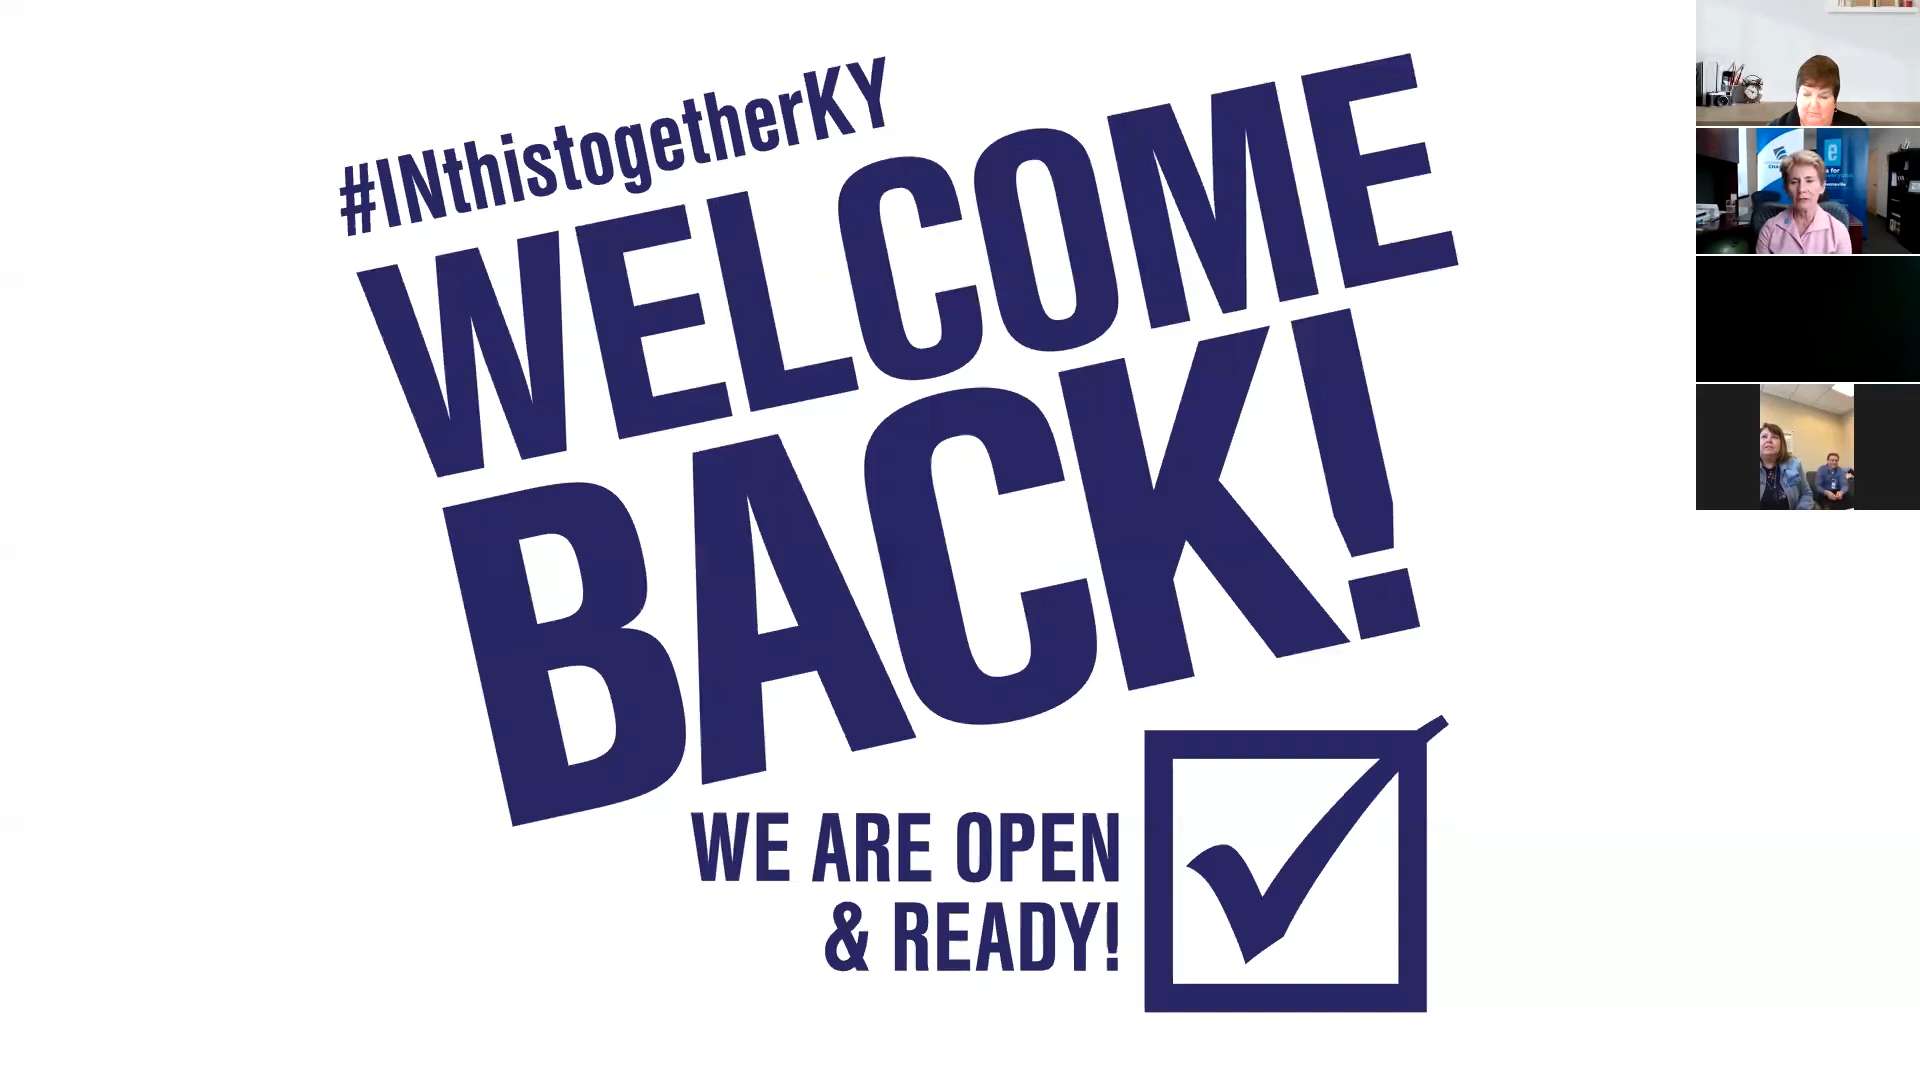 #INthistogetherKY
WELCOME
BACK!
WE ARE OPEN
& READY!
e